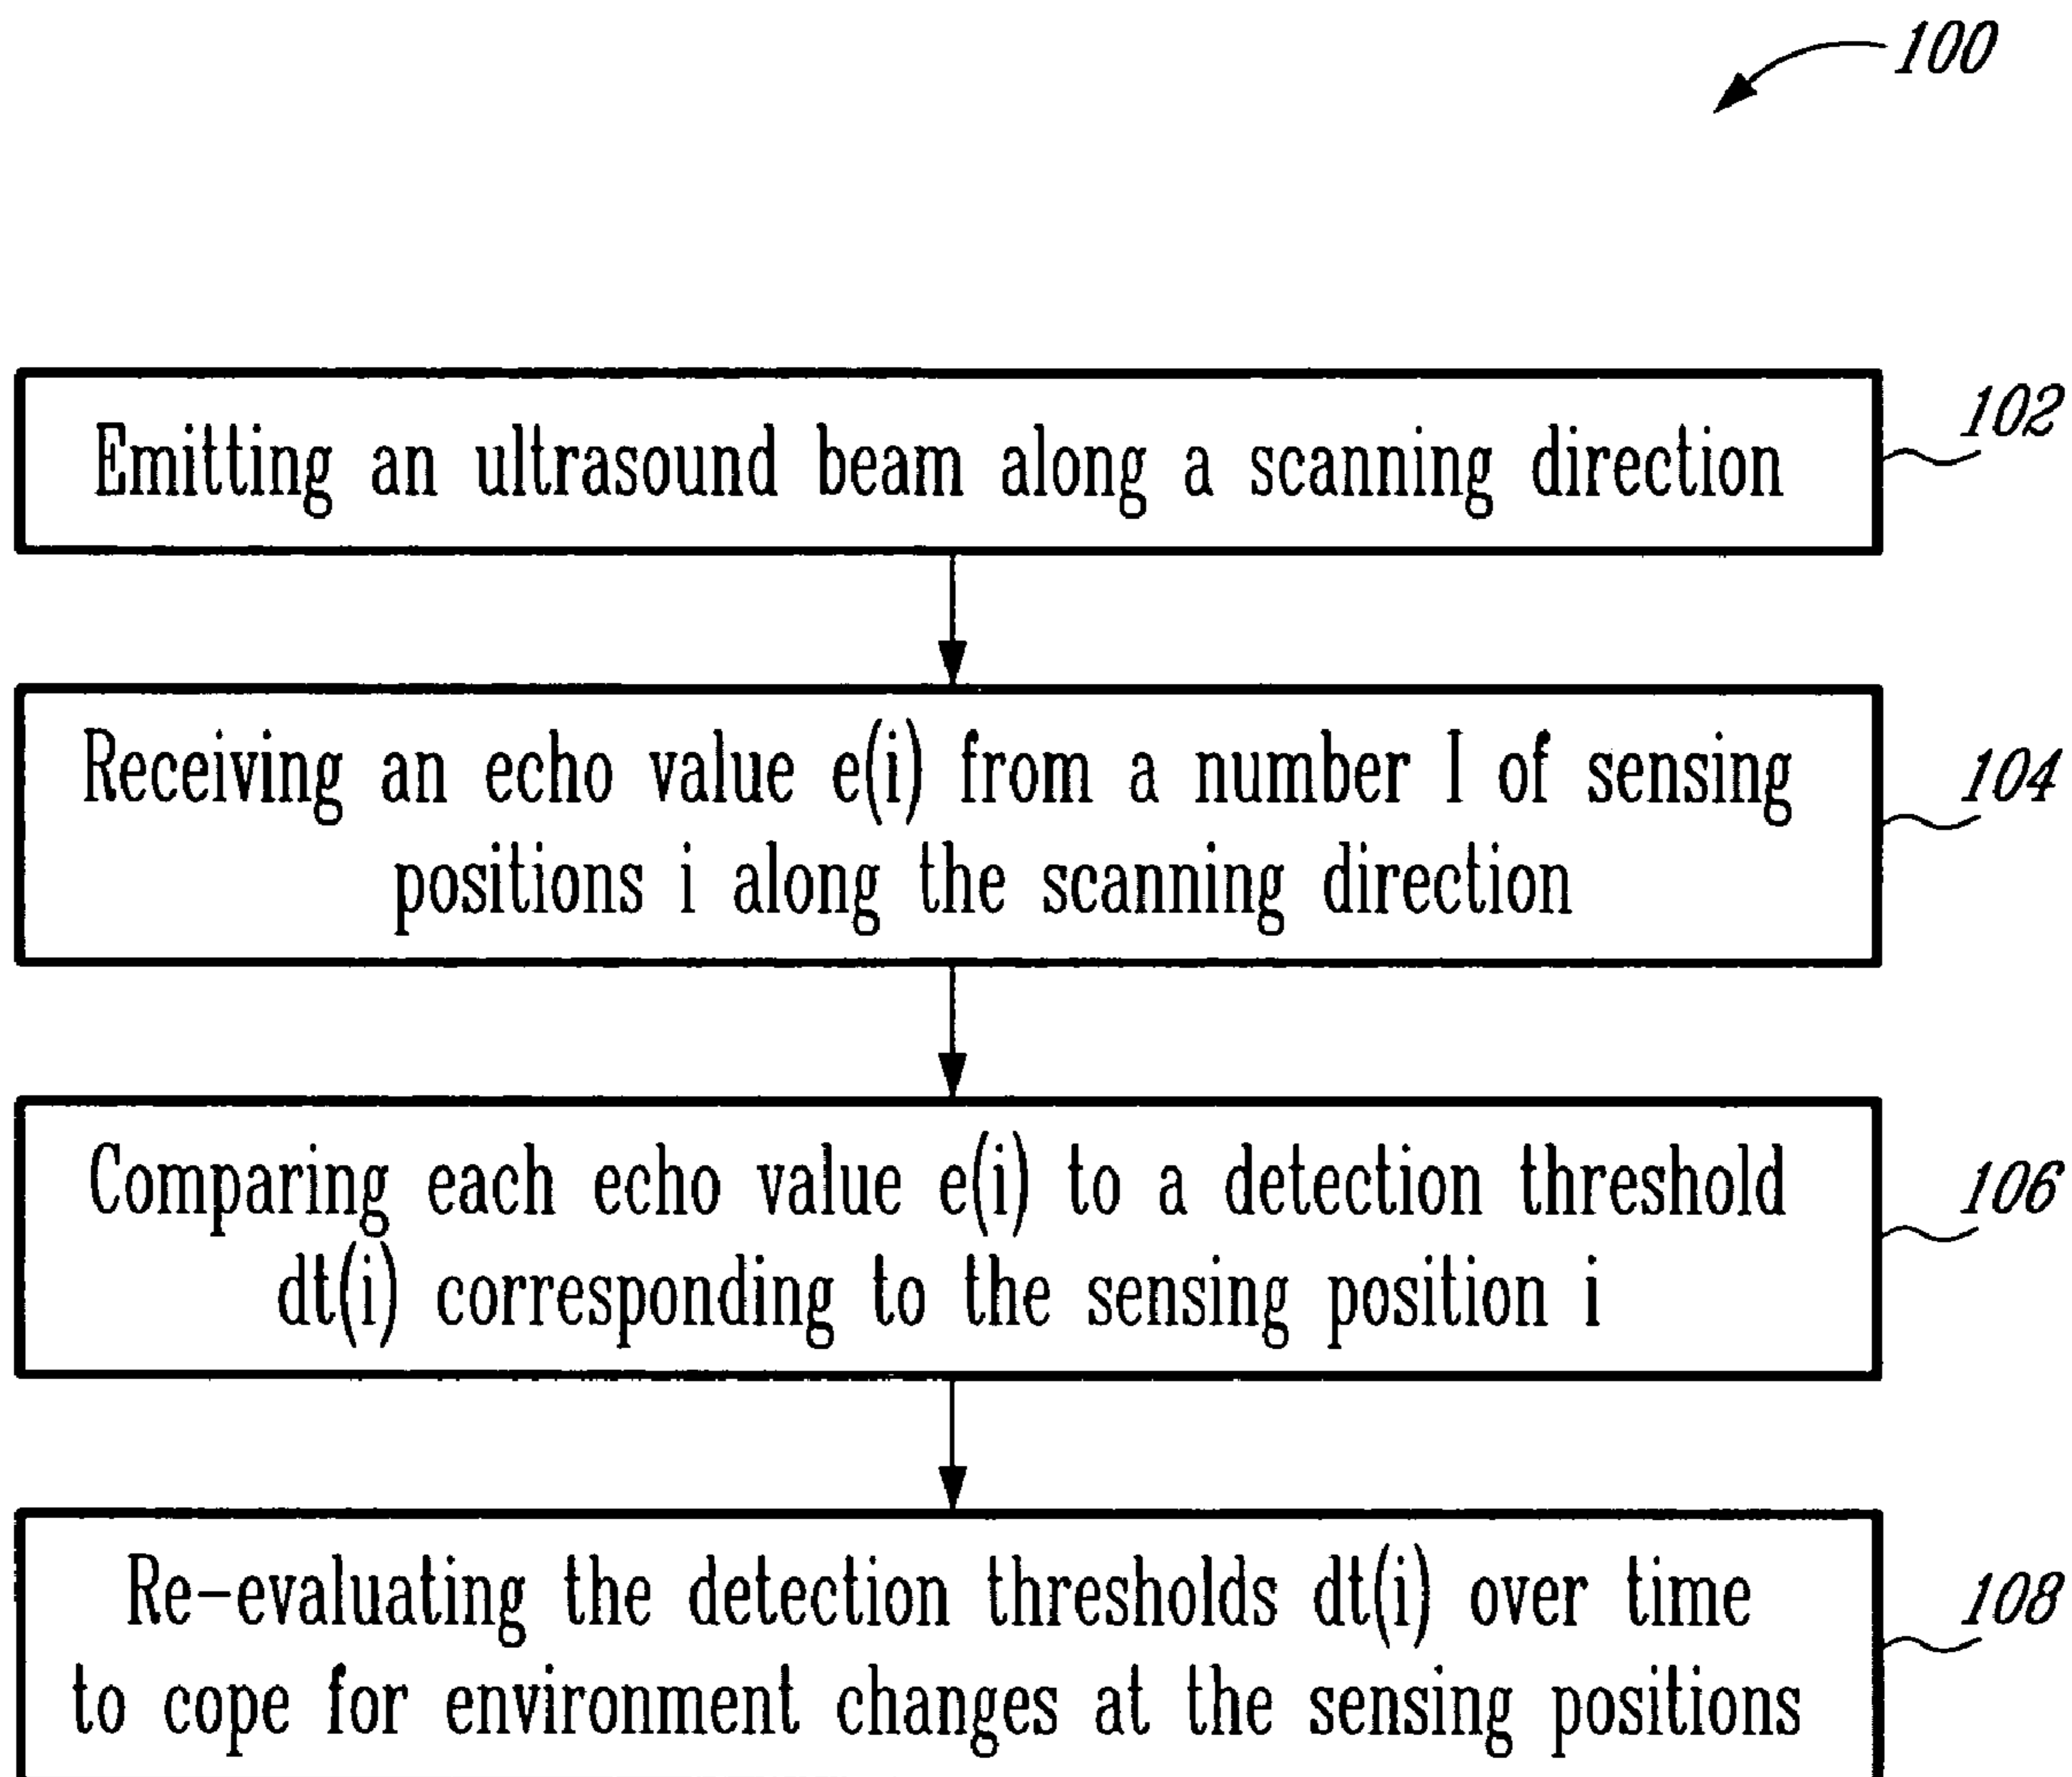 100
Emitting an ultrasound beam along a scanning direction
102
Receiving an echo value e(i) from a number I of sensing
positions i along the scanning direction
104
Comparing each echo value e(i) to a detection threshold
dt(i) corresponding to the sensing position i
106
Re-evaluating the detection thresholds dt(i) over time
to cope for environment changes at the sensing positions
108